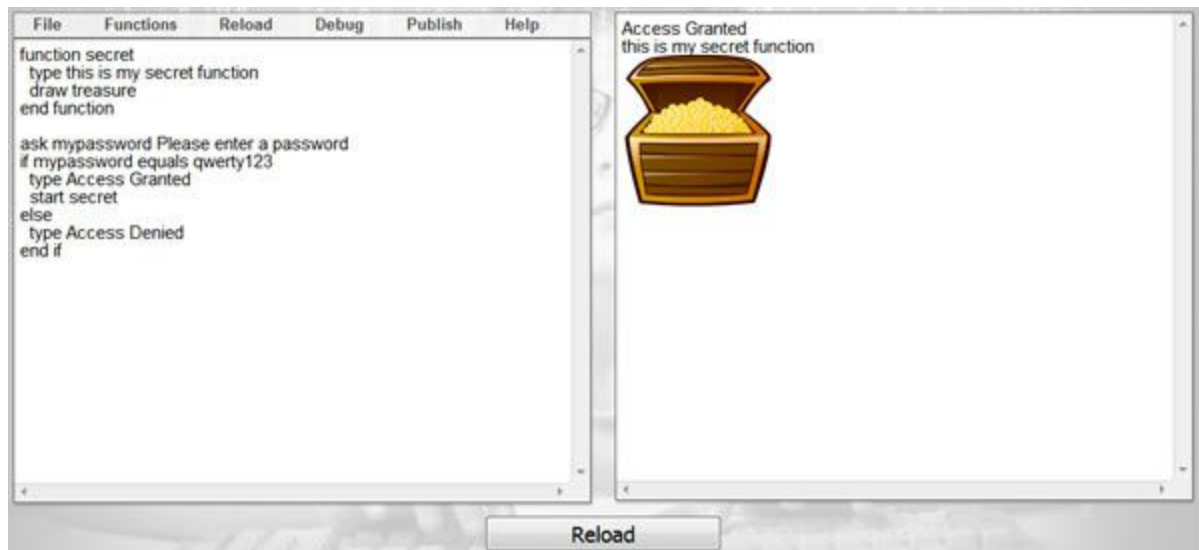 File Functions Reload Debug Publish Help
function secret
type this is my secret function
draw treasure
end function
ask mypassword Please enter a password
if mypassword equals qwerty123
type Access Granted
start secret
else
type Access Denied
end if
Access Granted
this is my secret function
Reload